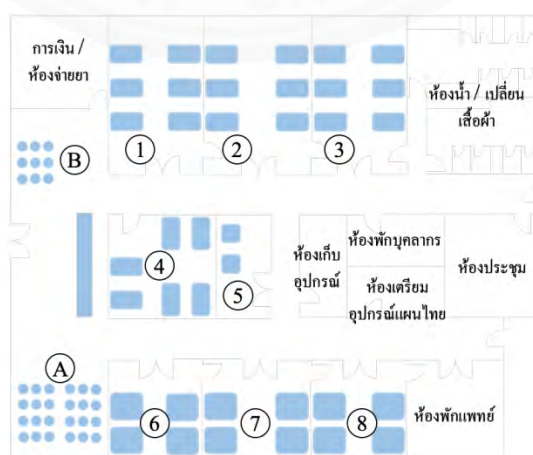 การเงิน /
ห้องจ่ายยา
ห้องน้ำ / เปลี่ยน
เสื้อผ้า
B
1
2
3
4
5
ห้องเก็บ
อุปกรณ์
ห้องพักบุคลากร
ห้องเตรียม
อุปกรณ์แผนไทย
ห้องประชุม
A
6
7
8
ห้องพักแพทย์